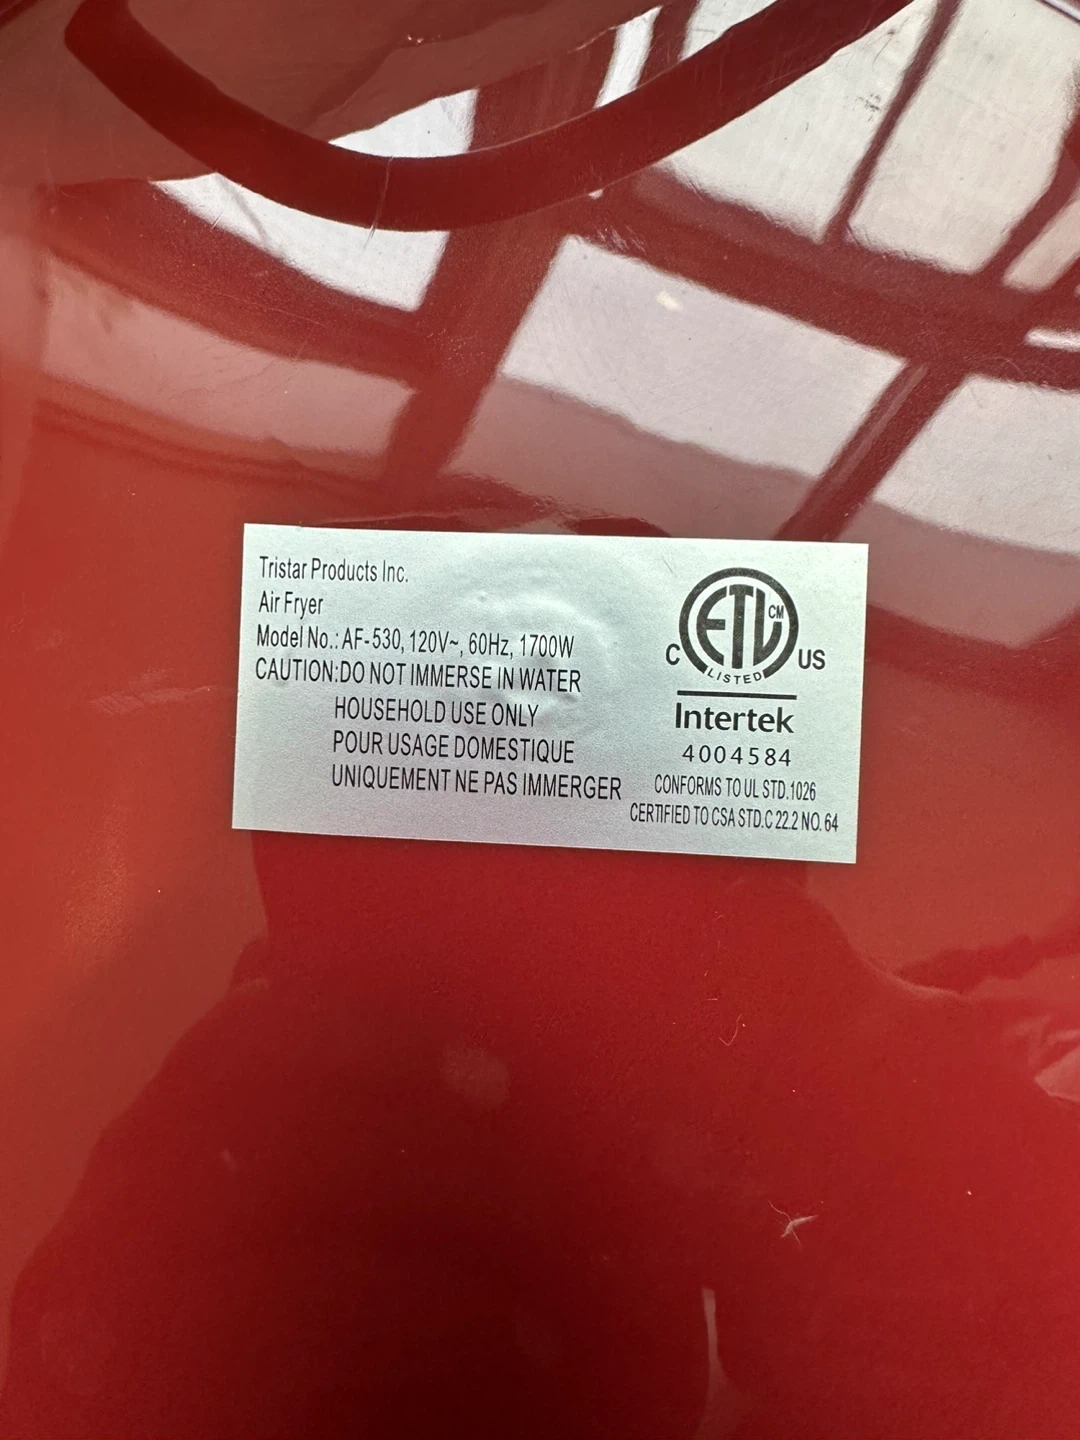 Tristar Products Inc.
Air Fryer
Model No.: AF-530, 120V~, 60Hz, 1700W
CAUTION:DO NOT IMMERSE IN WATER
HOUSEHOLD USE ONLY
POUR USAGE DOMESTIQUE
UNIQUEMENT NE PAS IMMERGER
ETL CM
C US
LISTED
Intertek
4004584
CONFORMS TO UL STD.1026
CERTIFIED TO CSA STD.C 22.2 NO. 64